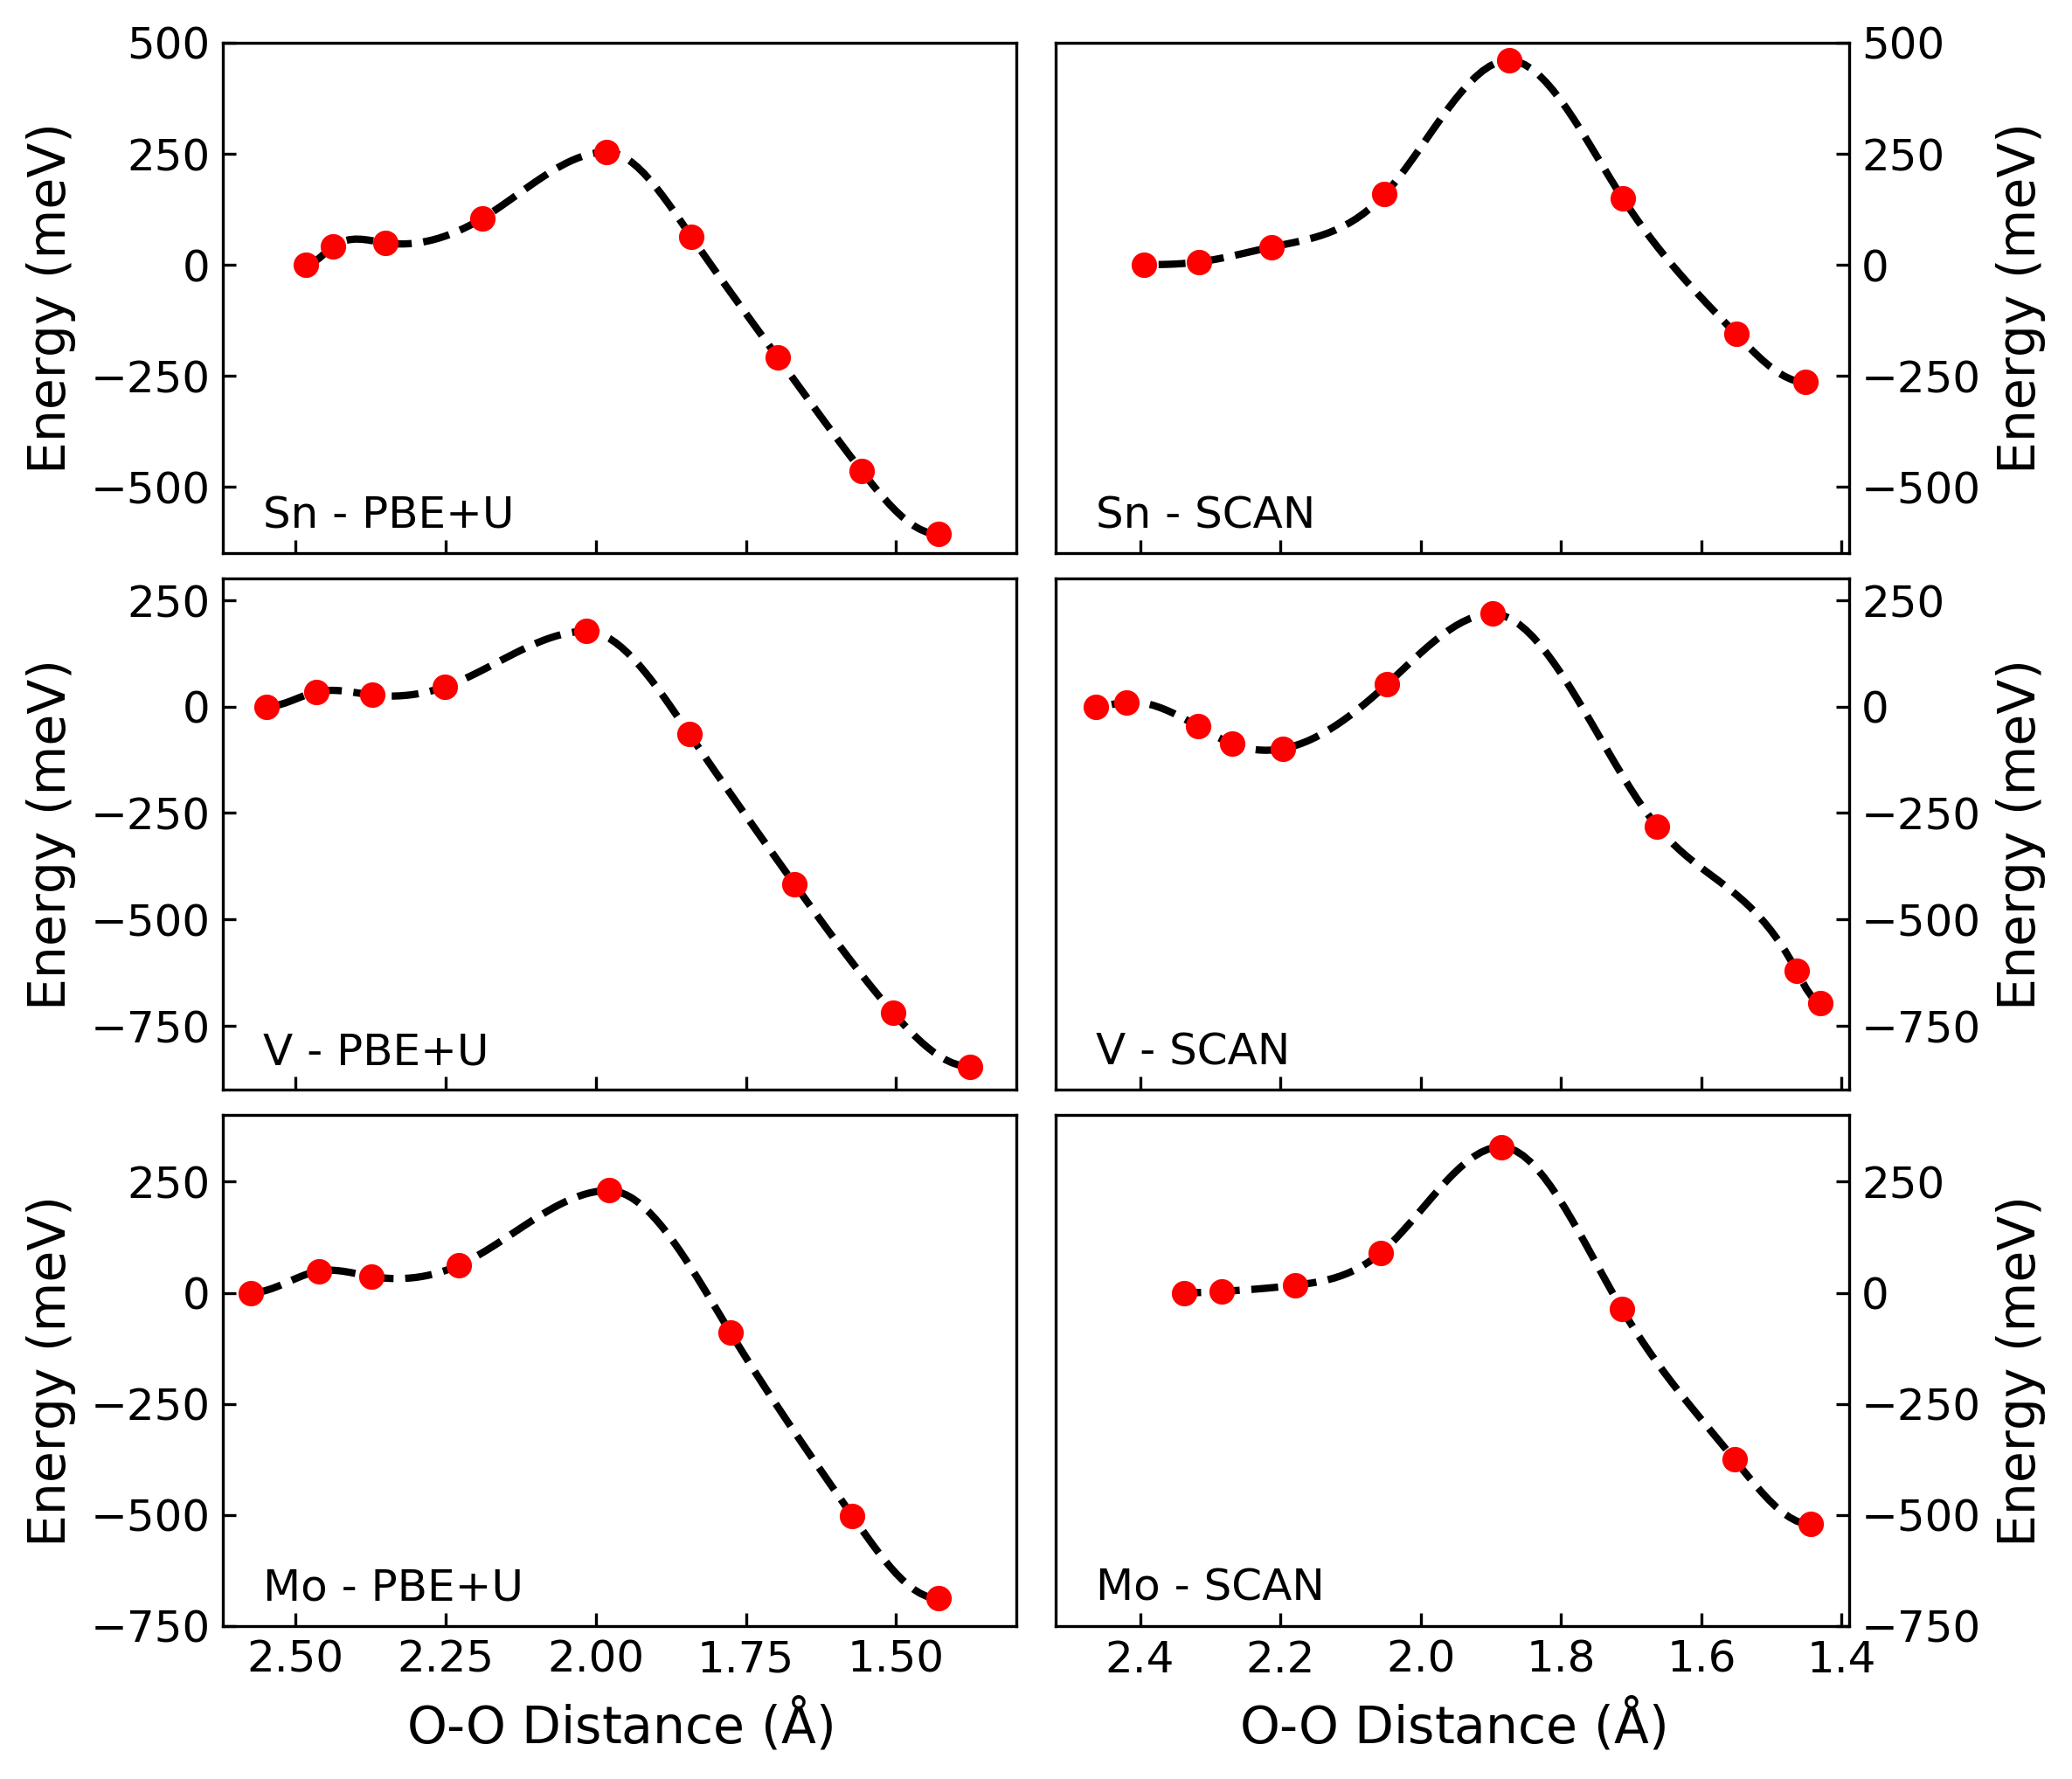 500
250
0
−250
−500
Energy (meV)
Sn - PBE+U
500
250
0
−250
−500
Energy (meV)
Sn - SCAN
250
0
−250
−500
−750
Energy (meV)
V - PBE+U
250
0
−250
−500
−750
Energy (meV)
V - SCAN
250
0
−250
−500
−750
Energy (meV)
Mo - PBE+U
2.50 2.25 2.00 1.75 1.50
O-O Distance (Å)
250
0
−250
−500
−750
Energy (meV)
Mo - SCAN
2.4 2.2 2.0 1.8 1.6 1.4
O-O Distance (Å)